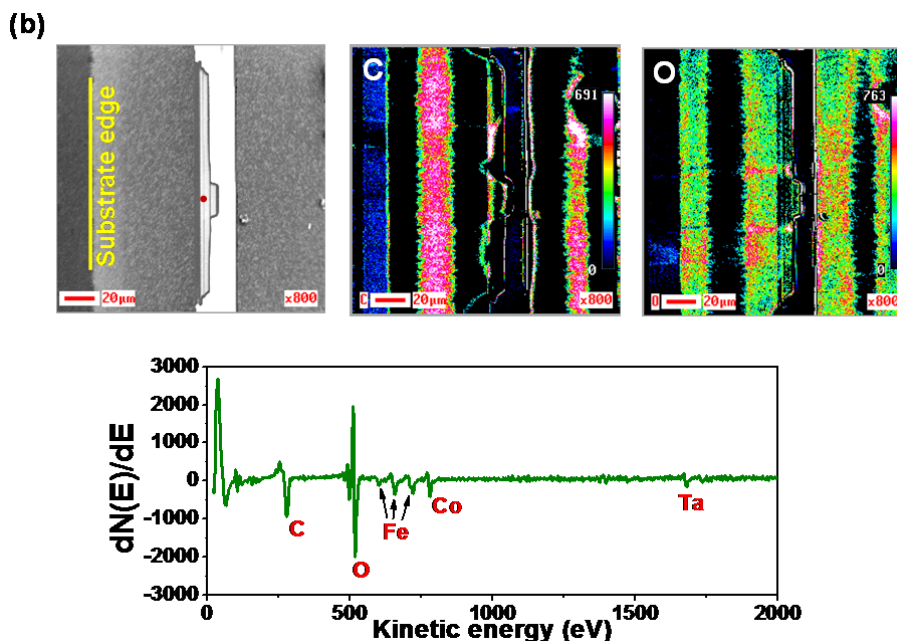 (b)
Substrate edge
20μm
x800
C
691
0
C
20μm
x800
O
763
0
O
20μm
x800
3000
2000
1000
0
-1000
-2000
-3000
dN(E)/dE
C
O
Fe
Co
Ta
0
500
1000
1500
2000
Kinetic energy (eV)